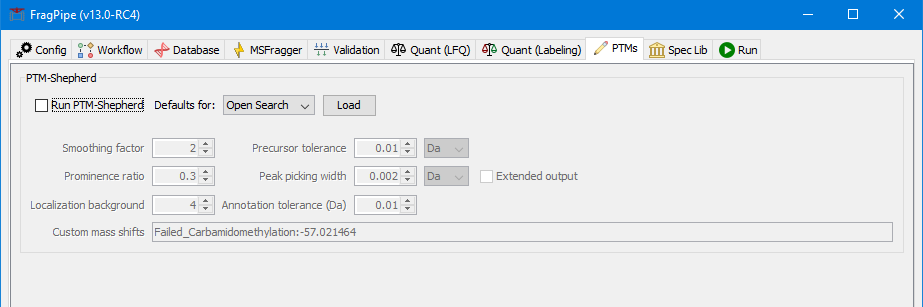 FragPipe (v13.0-RC4)
Config Workflow Database MSFragger Validation Quant (LFQ) Quant (Labeling) PTMs Spec Lib Run
PTM-Shepherd
Run PTM-Shepherd Defaults for: Open Search Load
Smoothing factor 2 Precursor tolerance 0.01 Da
Prominence ratio 0.3 Peak picking width 0.002 Da Extended output
Localization background 4 Annotation tolerance (Da) 0.01
Custom mass shifts Failed_Carbamidomethylation:-57.021464